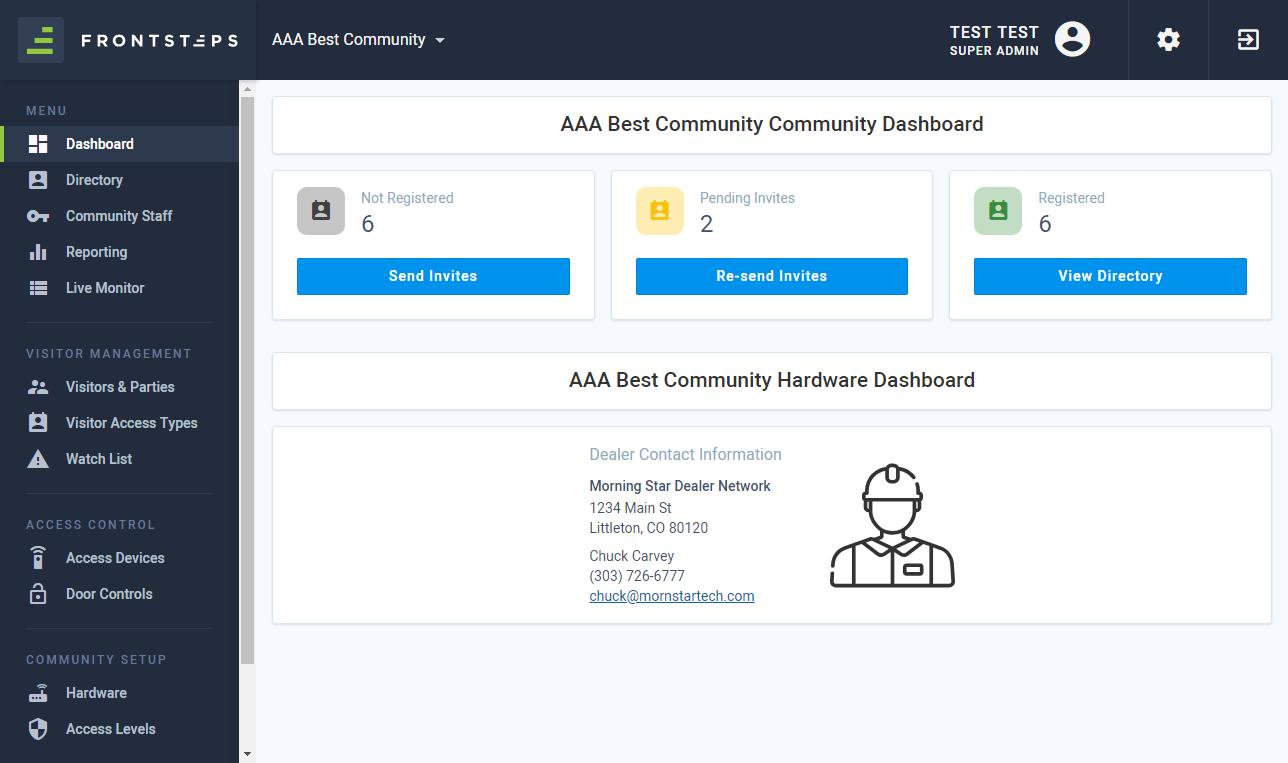 FRONTSTEPS
AAA Best Community
TEST TEST
SUPER ADMIN
MENU
Dashboard
Directory
Community Staff
Reporting
Live Monitor
VISITOR MANAGEMENT
Visitors & Parties
Visitor Access Types
Watch List
ACCESS CONTROL
Access Devices
Door Controls
COMMUNITY SETUP
Hardware
Access Levels
AAA Best Community Community Dashboard
Not Registered
6
Send Invites
Pending Invites
2
Re-send Invites
Registered
6
View Directory
AAA Best Community Hardware Dashboard
Dealer Contact Information
Morning Star Dealer Network
1234 Main St
Littleton, CO 80120
Chuck Carvey
(303) 726-6777
chuck@mornstartech.com